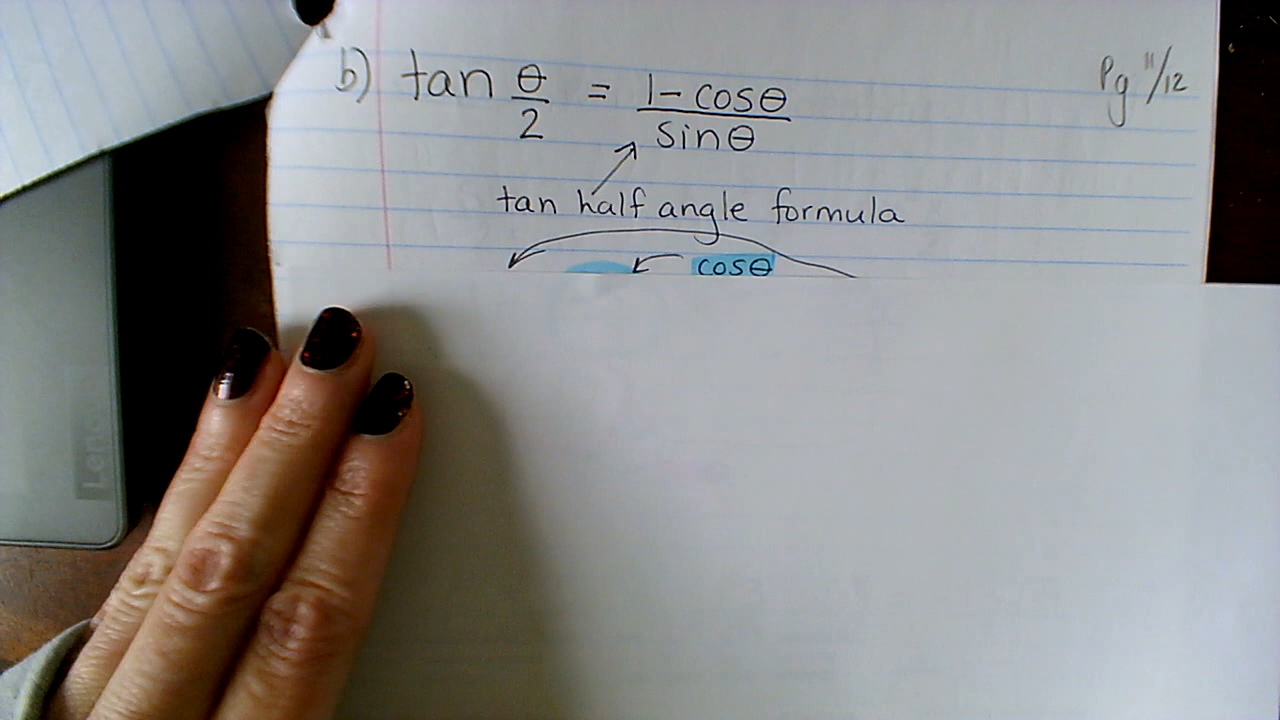 b) tan θ/2 = 1 - cosθ / sinθ Pg 11/12
tan half angle formula
cosθ